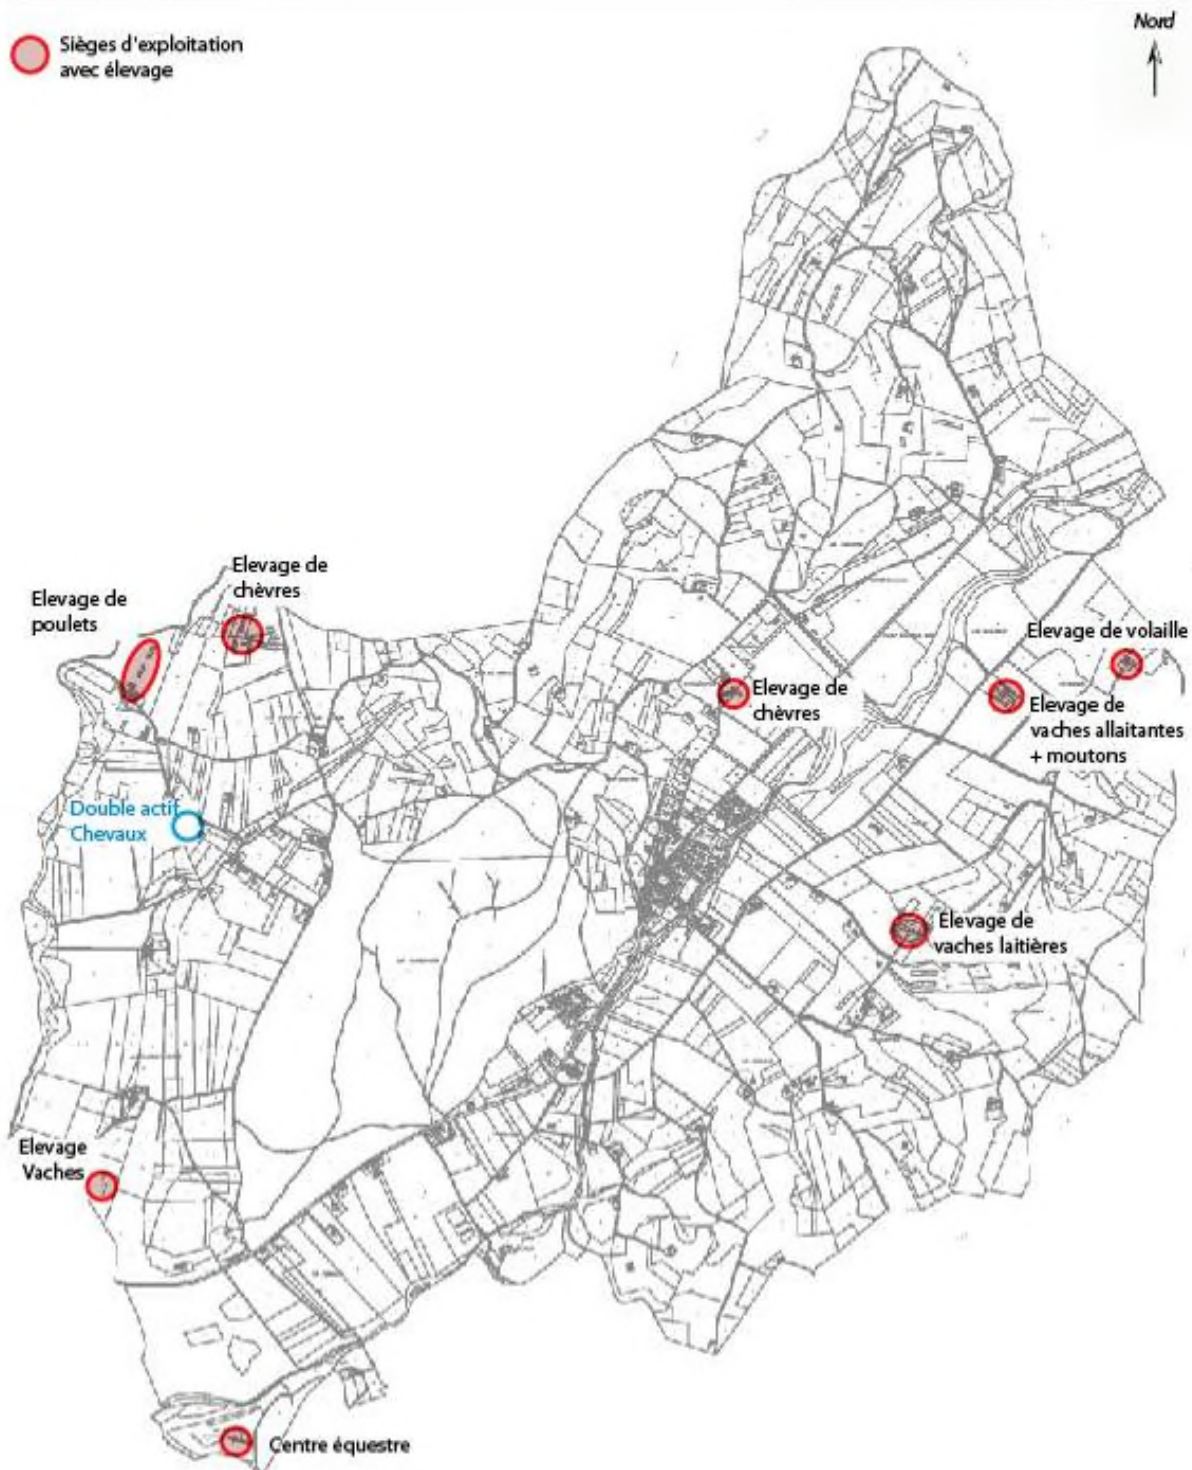 Nord
Sièges d'exploitation
avec élevage
Elevage de
chèvres
Elevage de
poulets
Elevage de volaille
Elevage de
chèvres
Elevage de
vaches allaitantes
+ moutons
Double actif
Chevaux
Elevage de
vaches laitières
Elevage
Vaches
Centre équestre